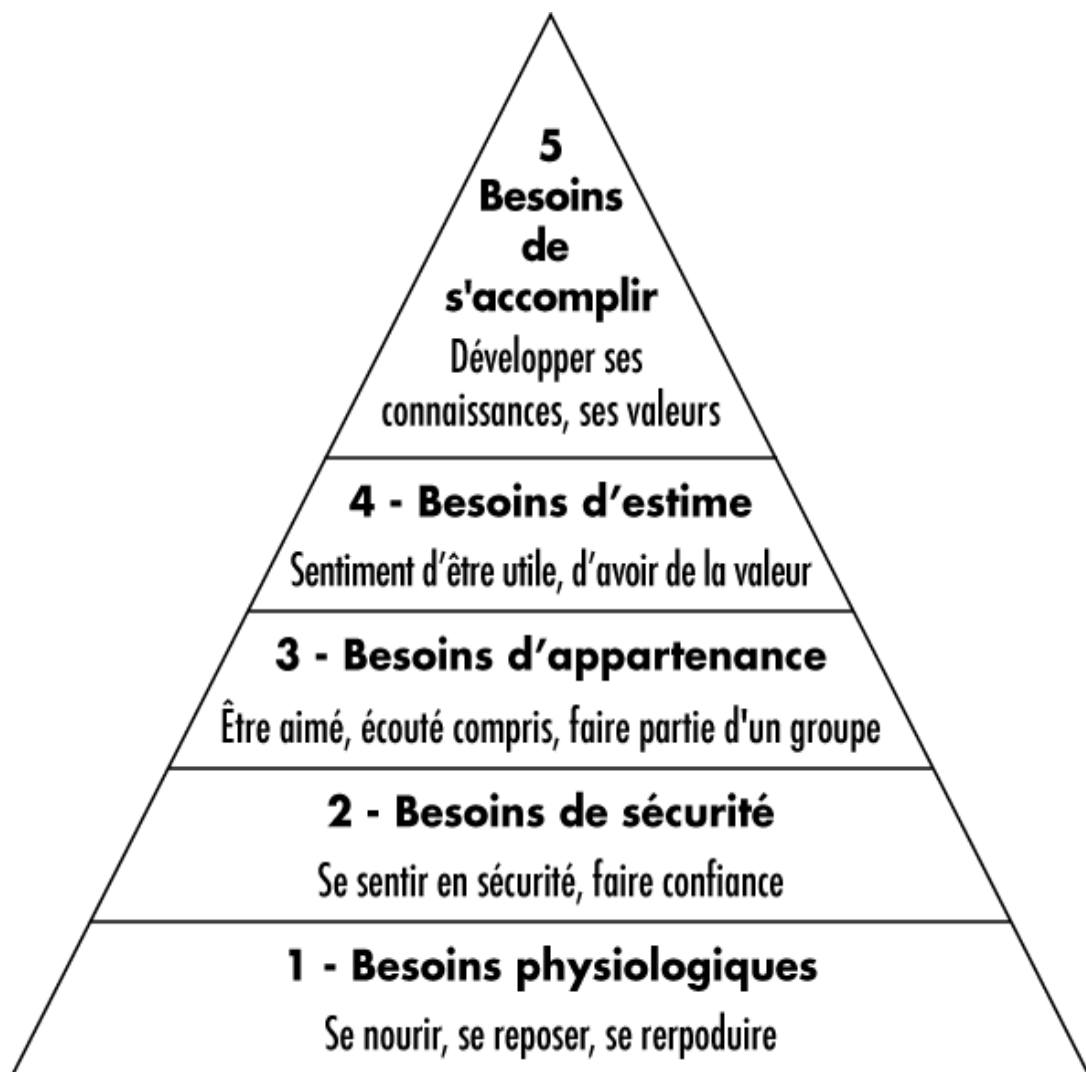 5
Besoins
de
s'accomplir
Développer ses
connaissances, ses valeurs
4 - Besoins d’estime
Sentiment d’être utile, d’avoir de la valeur
3 - Besoins d’appartenance
Être aimé, écouté compris, faire partie d'un groupe
2 - Besoins de sécurité
Se sentir en sécurité, faire confiance
1 - Besoins physiologiques
Se nourir, se reposer, se rerpoduire